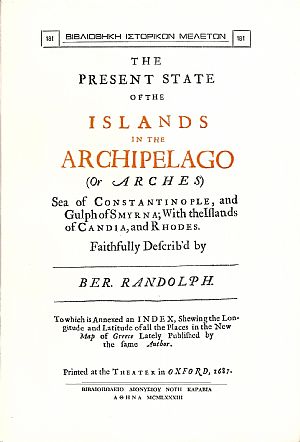 181 ΒΙΒΛΙΟΘΗΚΗ ΙΣΤΟΡΙΚΩΝ ΜΕΛΕΤΩΝ 181
THE
PRESENT STATE
OF THE
ISLANDS
IN THE
ARCHIPELAGO
(Or ARCHES)
Sea of CONSTANTINOPLE, and
Gulph of SMYRNA; With the Iſlands
of CANDIA, and RHODES.
Faithfully Deſcrib'd by
BER. RANDOLPH.
To which is Annexed an INDEX, Shewing the Lon-
gitude and Latitude of all the Places in the New
Map of Greece Lately Publiſhed by
the ſame Author.
Printed at the THEATER in OXFORD, 1687.
ΒΙΒΛΙΟΠΩΛΕΙΟ ΔΙΟΝΥΣΙΟΥ ΝΟΤΗ ΚΑΡΑΒΙΑ
ΑΘΗΝΑ MCMLXXXIII